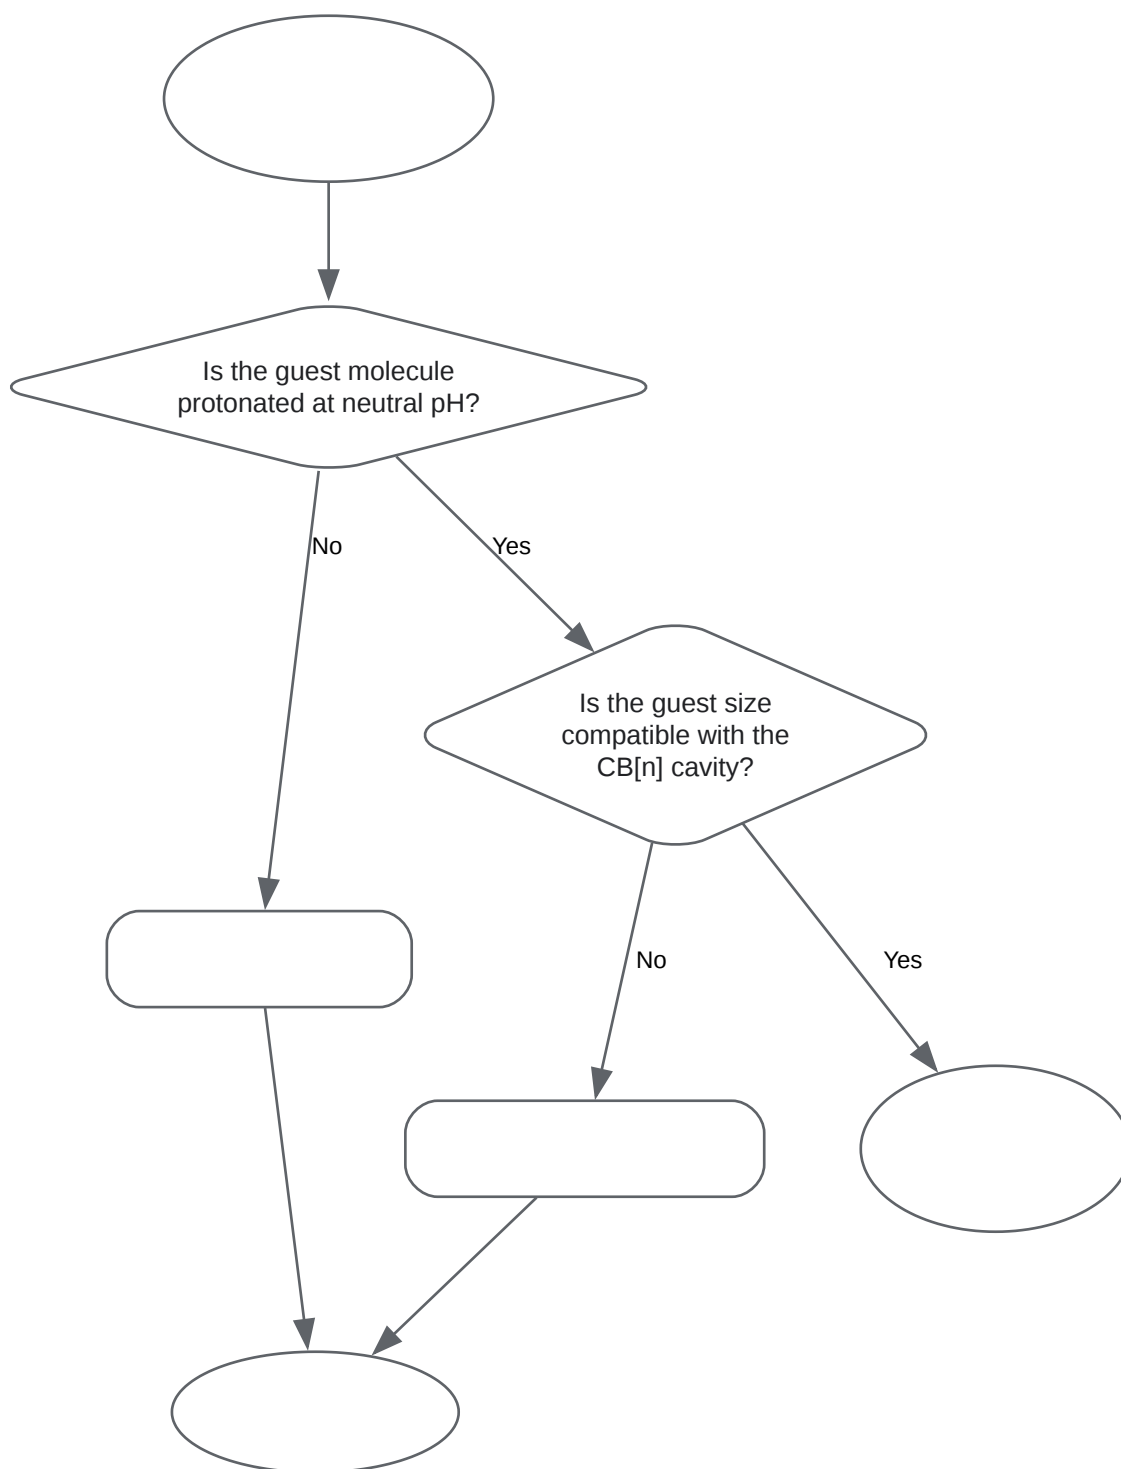 Is the guest molecule
protonated at neutral pH?
No
Yes
Is the guest size
compatible with the
CB[n] cavity?
No
Yes